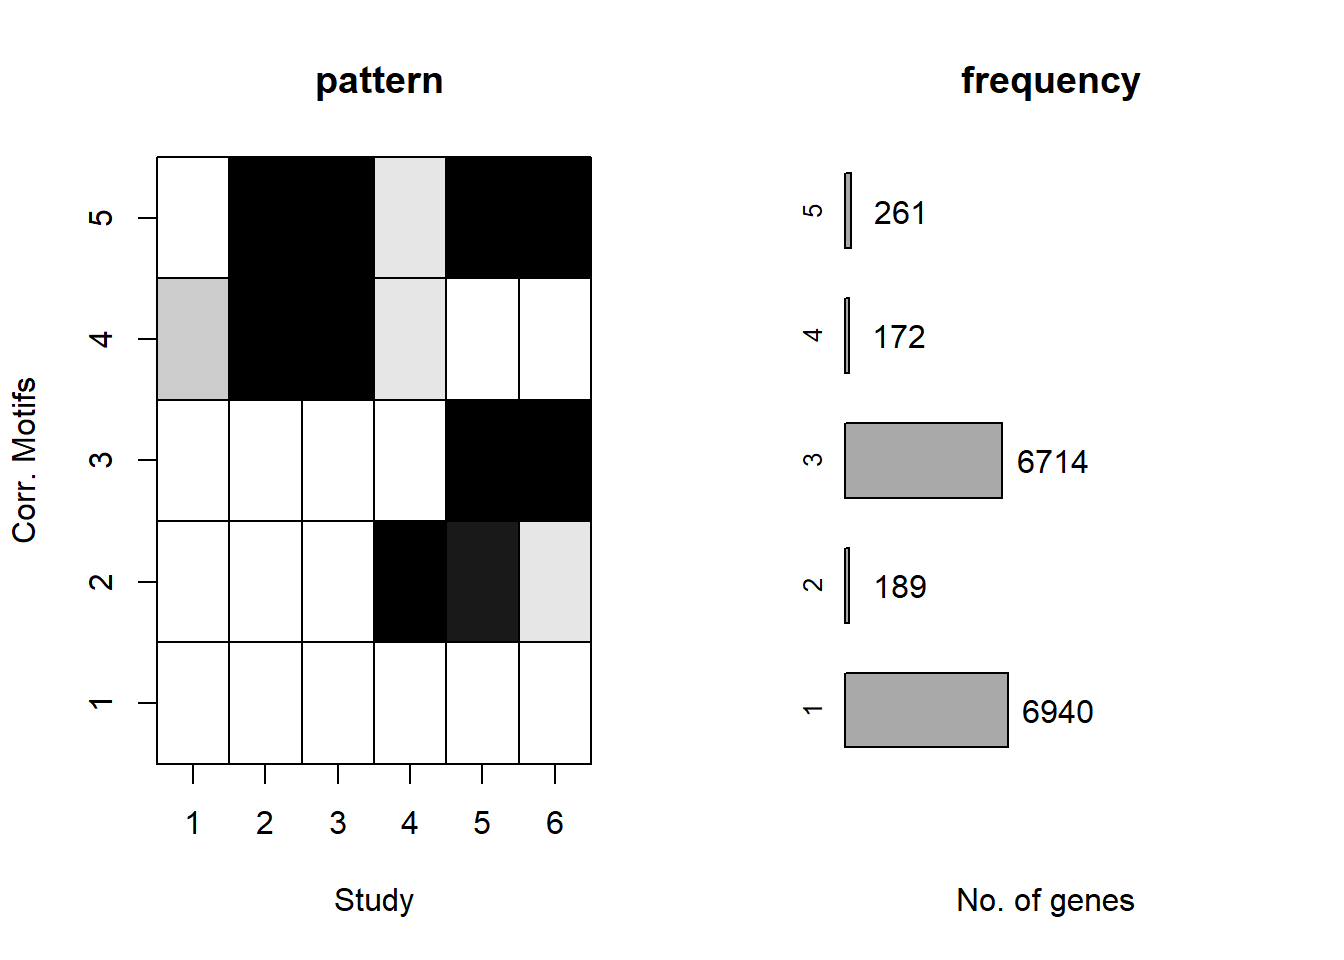 pattern
Corr. Motifs
5
4
3
2
1
1 2 3 4 5 6
Study
frequency
5 261
4 172
3 6714
2 189
1 6940
No. of genes